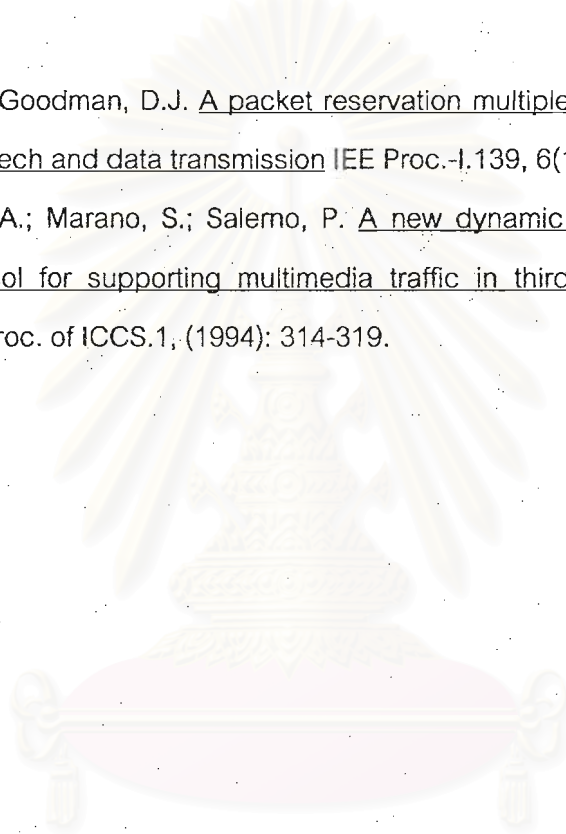 Goodman, D.J. A packet reservation multiple
ech and data transmission IEE Proc.-I.139, 6(
A.; Marano, S.; Salerno, P. A new dynamic
ol for supporting multimedia traffic in third
roc. of ICCS.1, (1994): 314-319.